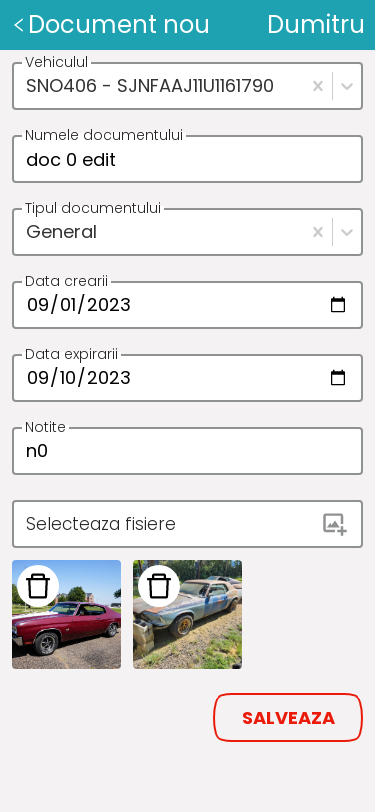 Document nou Dumitru
Vehiculul
SNO406 - SJNFAAJ11U1161790
Numele documentului
doc 0 edit
Tipul documentului
General
Data crearii
09/01/2023
Data expirarii
09/10/2023
Notite
n0
Selecteaza fisiere
SALVEAZA